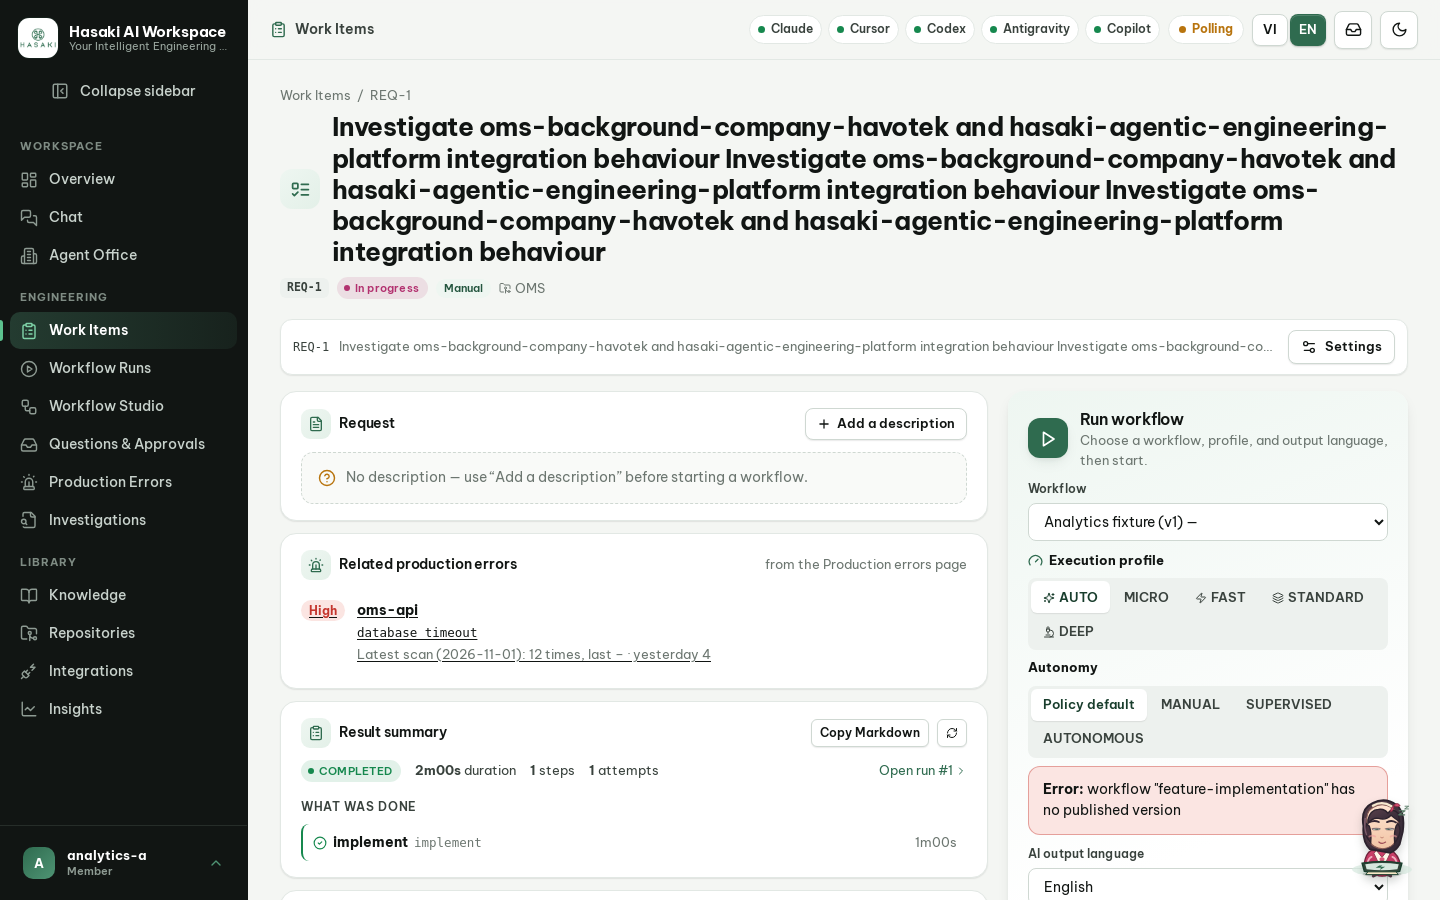 Hasaki AI Workspace
Your Intelligent Engineering ...
HASAKI
Collapse sidebar
WORKSPACE
Overview
Chat
Agent Office
ENGINEERING
Work Items
Workflow Runs
Workflow Studio
Questions & Approvals
Production Errors
Investigations
LIBRARY
Knowledge
Repositories
Integrations
Insights
A
analytics-a
Member
Work Items
Claude
Cursor
Codex
Antigravity
Copilot
Polling
VI
EN
Work Items / REQ-1
Investigate oms-background-company-havotek and hasaki-agentic-engineering-
platform integration behaviour Investigate oms-background-company-havotek and
hasaki-agentic-engineering-platform integration behaviour Investigate oms-
background-company-havotek and hasaki-agentic-engineering-platform
integration behaviour
REQ-1 In progress Manual OMS
REQ-1 Investigate oms-background-company-havotek and hasaki-agentic-engineering-platform integration behaviour Investigate oms-background-co...
Settings
Request
Add a description
No description — use “Add a description” before starting a workflow.
Related production errors
from the Production errors page
High
oms-api
database timeout
Latest scan (2026-11-01): 12 times, last – · yesterday 4
Result summary
Copy Markdown
COMPLETED 2m00s duration 1 steps 1 attempts
Open run #1
WHAT WAS DONE
implement implement
1m00s
Run workflow
Choose a workflow, profile, and output language,
then start.
Workflow
Analytics fixture (v1) —
Execution profile
AUTO MICRO FAST STANDARD
DEEP
Autonomy
Policy default MANUAL SUPERVISED
AUTONOMOUS
Error: workflow "feature-implementation" has
no published version
AI output language
English